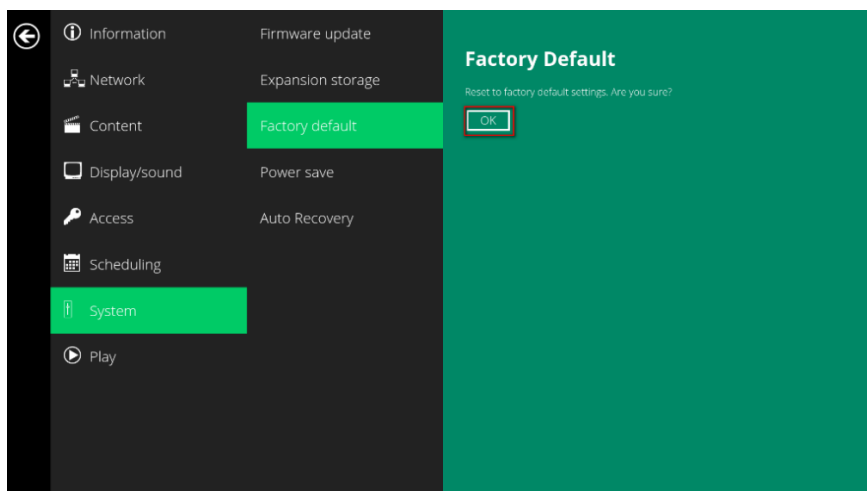 Information
Network
Content
Display/sound
Access
Scheduling
System
Play
Firmware update
Expansion storage
Factory default
Power save
Auto Recovery
Factory Default
Reset to factory default settings. Are you sure?
OK